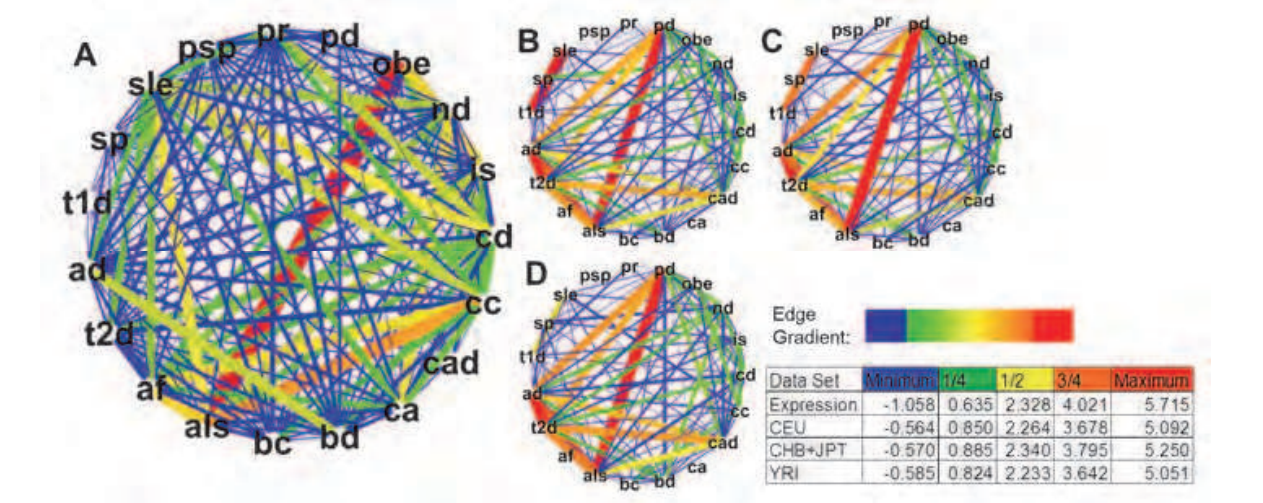 A
pr
pd
psp
obe
sle
nd
sp
is
t1d
cd
ad
cc
t2d
cad
af
ca
als
bc
bd
B
psp
pr
pd
obe
sle
nd
sp
is
t1d
cd
ad
cc
t2d
cad
af
ca
als
bc
bd
C
psp
pr
pd
obe
sle
nd
sp
is
t1d
cd
ad
cc
t2d
cad
af
ca
als
bc
bd
D
psp
pr
pd
obe
sle
nd
sp
is
t1d
cd
ad
cc
t2d
cad
af
ca
als
bc
bd
Edge
Gradient:
Data Set Minimum 1/4 1/2 3/4 Maximum
Expression -1.058 0.635 2.328 4.021 5.715
CEU -0.564 0.850 2.264 3.678 5.092
CHB+JPT -0.570 0.885 2.340 3.795 5.250
YRI -0.585 0.824 2.233 3.642 5.051